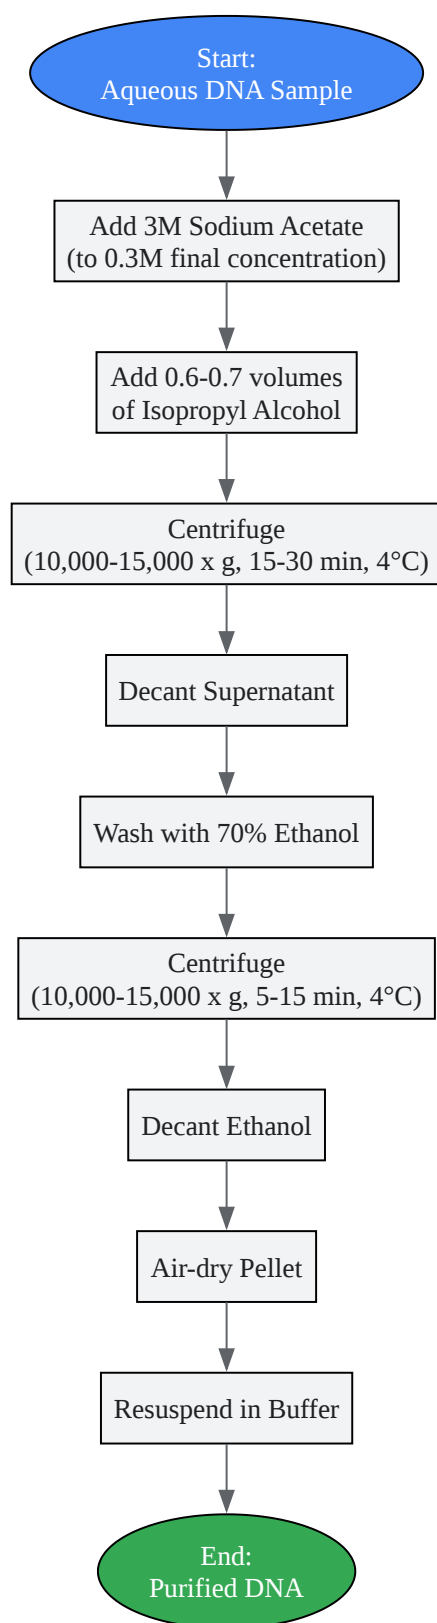 Start:
Aqueous DNA Sample
Add 3M Sodium Acetate
(to 0.3M final concentration)
Add 0.6-0.7 volumes
of Isopropyl Alcohol
Centrifuge
(10,000-15,000 x g, 15-30 min, 4°C)
Decant Supernatant
Wash with 70% Ethanol
Centrifuge
(10,000-15,000 x g, 5-15 min, 4°C)
Decant Ethanol
Air-dry Pellet
Resuspend in Buffer
End:
Purified DNA